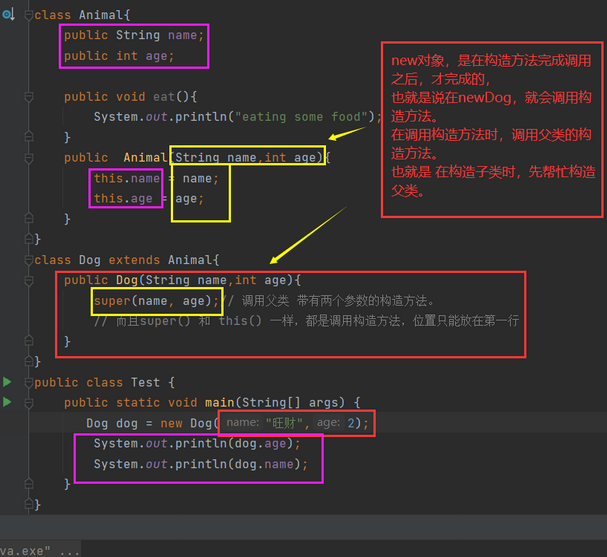 class Animal{
public String name;
public int age;
public void eat(){
System.out.println("eating some food");
}
public  Animal(String name,int age){
this.name = name;
this.age = age;
}
}
class Dog extends Animal{
public Dog(String name,int age){
super(name, age);// 调用父类 带有两个参数的构造方法。
// 而且super() 和 this() 一样，都是调用构造方法，位置只能放在第一行
}
}
public class Test {
public static void main(String[] args) {
Dog dog = new Dog( name: "旺财", age: 2);
System.out.println(dog.age);
System.out.println(dog.name);
}
}
new对象，是在构造方法完成调用
之后，才完成的，
也就是说在newDog，就会调用构
造方法。
在调用构造方法时，调用父类的构
造方法。
也就是 在构造子类时，先帮忙构造
父类。
va.exe" ...